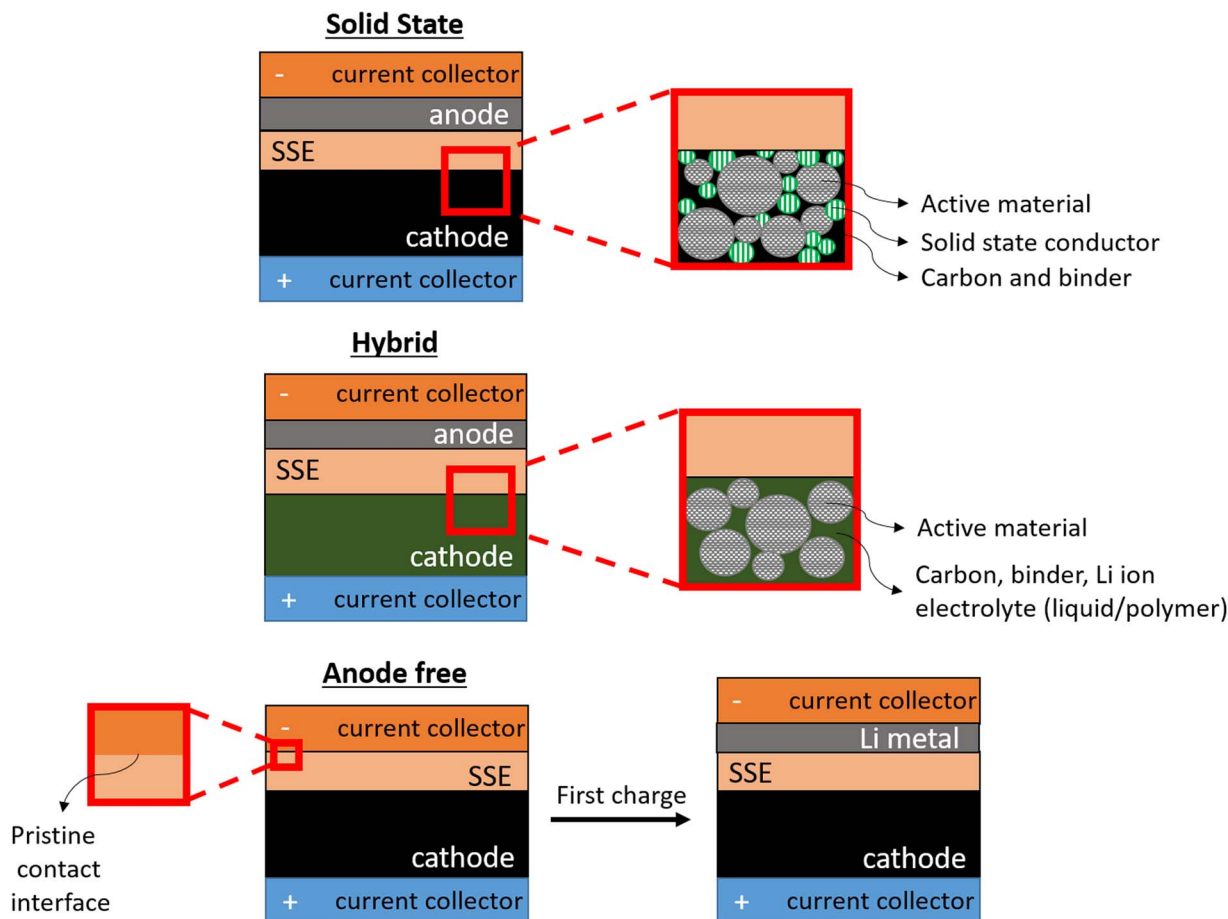 Solid State
- current collector
anode
SSE
cathode
+ current collector
Active material
Solid state conductor
Carbon and binder
Hybrid
- current collector
anode
SSE
cathode
+ current collector
Active material
Carbon, binder, Li ion
electrolyte (liquid/polymer)
Anode free
- current collector
SSE
cathode
+ current collector
Pristine
contact
interface
First charge
- current collector
Li metal
SSE
cathode
+ current collector